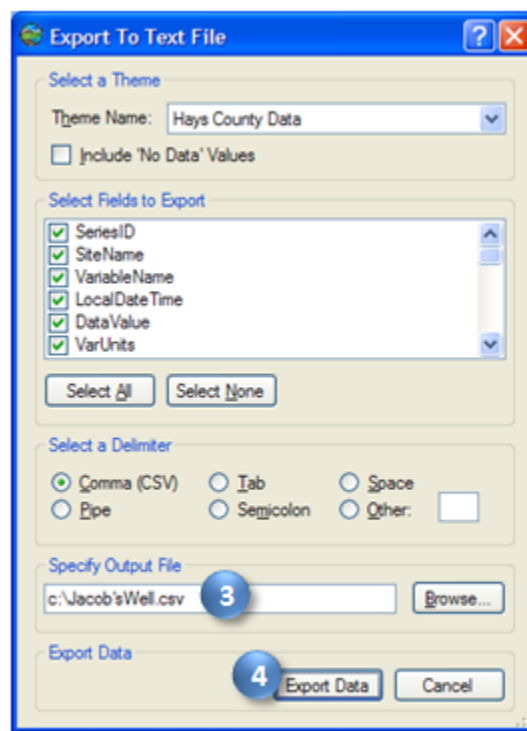 Export To Text File
Select a Theme
Theme Name: Hays County Data
Include 'No Data' Values
Select Fields to Export
SeriesID
SiteName
VariableName
LocalDateTime
DataValue
VarUnits
Select All Select None
Select a Delimiter
Comma (CSV) Tab Space
Pipe Semicolon Other:
Specify Output File
c:\Jacob'sWell.csv 3 Browse...
Export Data
4 Export Data Cancel